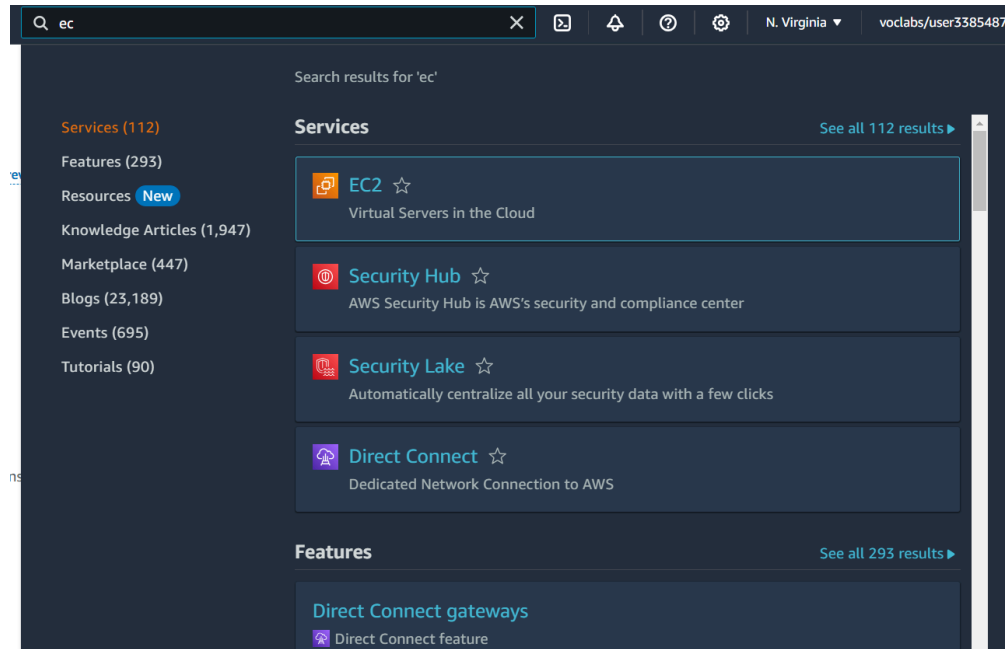 ec
N. Virginia
voclabs/user3385487
Search results for 'ec'
Services (112)
Features (293)
Resources New
Knowledge Articles (1,947)
Marketplace (447)
Blogs (23,189)
Events (695)
Tutorials (90)
Services
See all 112 results
EC2
Virtual Servers in the Cloud
Security Hub
AWS Security Hub is AWS's security and compliance center
Security Lake
Automatically centralize all your security data with a few clicks
Direct Connect
Dedicated Network Connection to AWS
Features
See all 293 results
Direct Connect gateways
Direct Connect feature